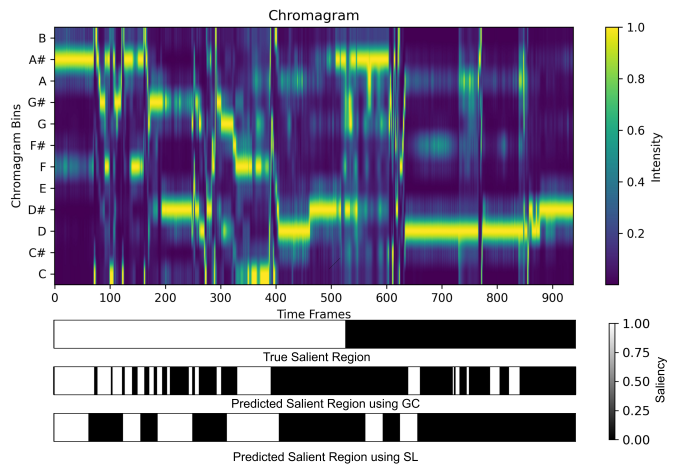 Chromagram
B
A#
A
G#
G
F#
F
E
D#
D
C#
C
Chromagram Bins
0 100 200 300 400 500 600 700 800 900
Time Frames
1.0
0.8
0.6
0.4
0.2
Intensity
True Salient Region
Predicted Salient Region using GC
Predicted Salient Region using SL
1.00
0.75
0.50
0.25
0.00
Saliency